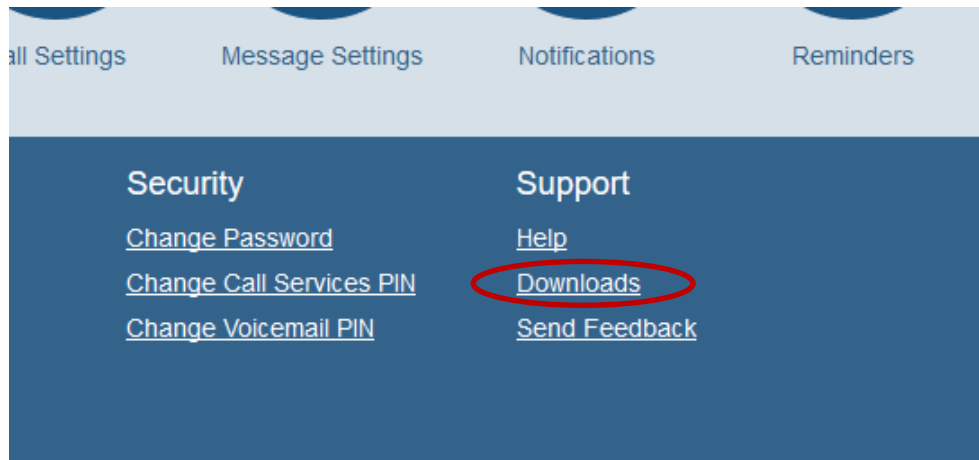 all Settings
Message Settings
Notifications
Reminders
Security
Change Password
Change Call Services PIN
Change Voicemail PIN
Support
Help
Downloads
Send Feedback